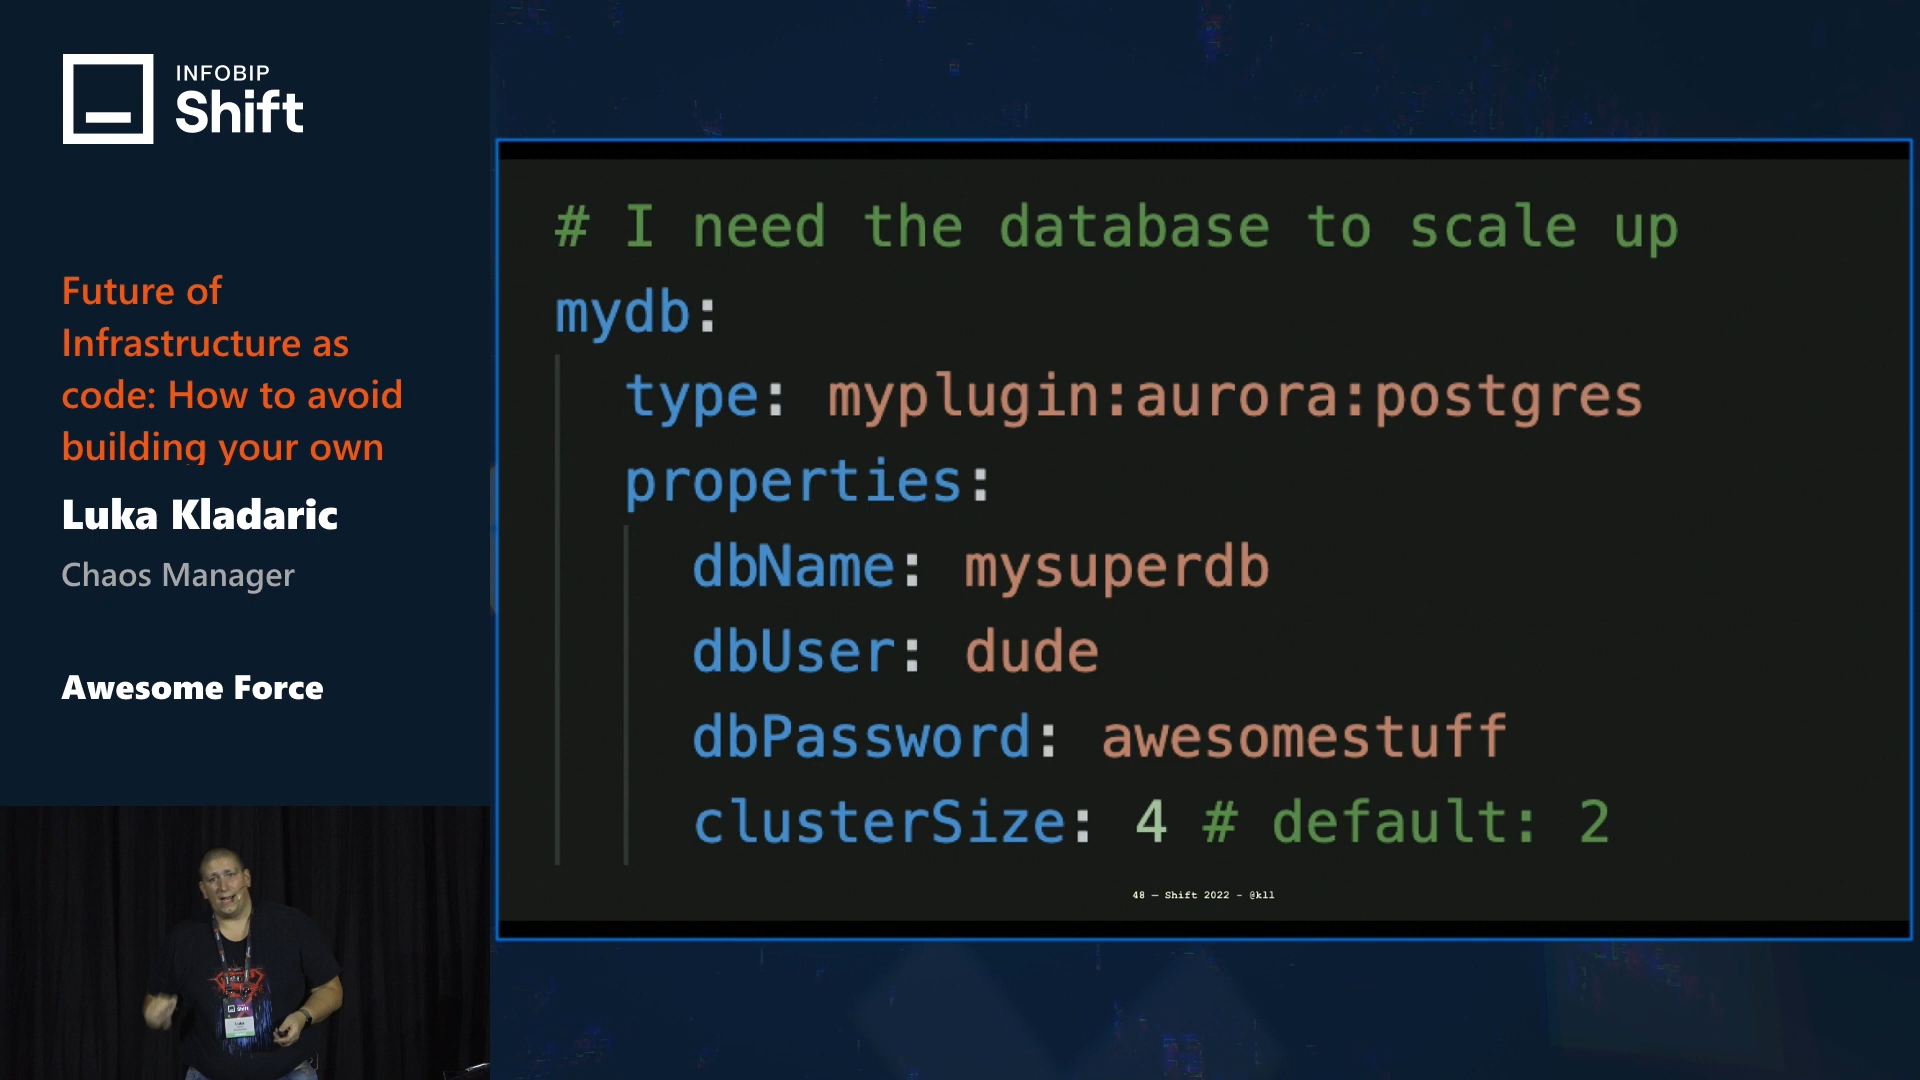 INFOBIP
Shift
Future of
Infrastructure as
code: How to avoid
building your own
Luka Kladaric
Chaos Manager
Awesome Force
# I need the database to scale up
mydb:
type: myplugin:aurora:postgres
properties:
dbName: mysuperdb
dbUser: dude
dbPassword: awesomestuff
clusterSize: 4 # default: 2
48 — Shift 2022 - @kll